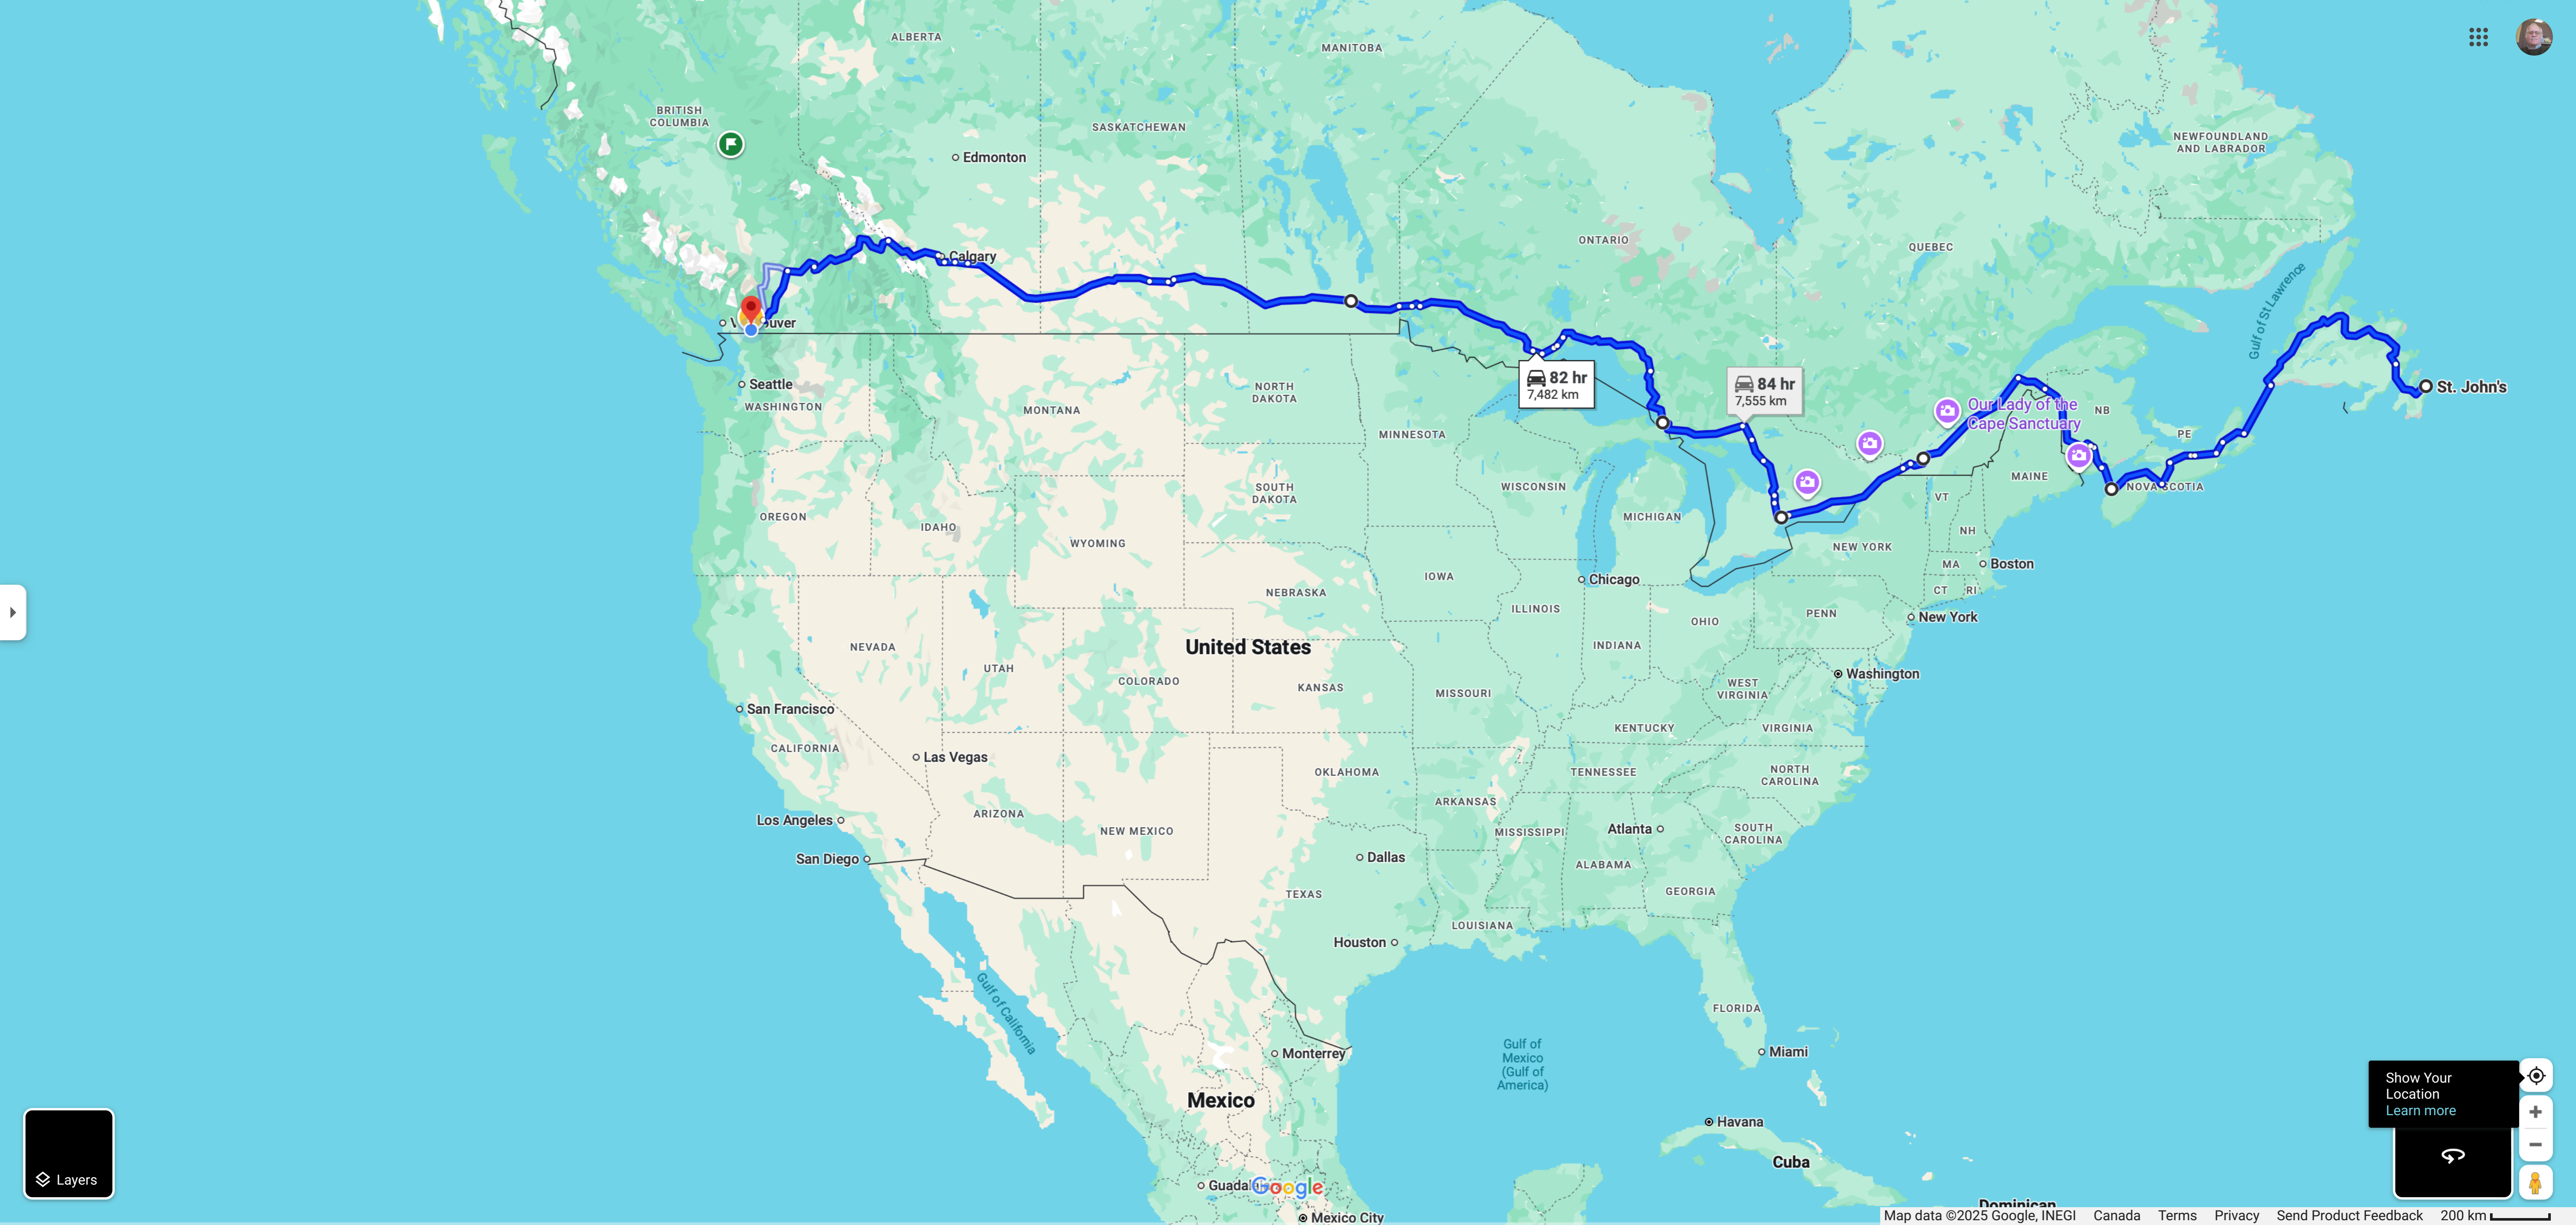 ALBERTA
MANITOBA
BRITISH
COLUMBIA
SASKATCHEWAN
NEWFOUNDLAND
AND LABRADOR
Edmonton
ONTARIO
QUEBEC
Calgary
Gulf of St Lawrence
uver
82 hr
7,482 km
84 hr
7,555 km
Seattle
WASHINGTON
MONTANA
NORTH
DAKOTA
MINNESOTA
St. John's
Our Lady of the
Cape Sanctuary
NB
PE
MAINE
NOVA SCOTIA
SOUTH
DAKOTA
WISCONSIN
MICHIGAN
VT
NH
OREGON
IDAHO
WYOMING
NEW YORK
MA
Boston
CT
RI
IOWA
Chicago
NEBRASKA
ILLINOIS
INDIANA
OHIO
PENN
New York
NEVADA
UTAH
United States
COLORADO
KANSAS
MISSOURI
WEST
VIRGINIA
Washington
San Francisco
CALIFORNIA
KENTUCKY
VIRGINIA
Las Vegas
OKLAHOMA
TENNESSEE
NORTH
CAROLINA
ARKANSAS
Los Angeles
ARIZONA
NEW MEXICO
MISSISSIPPI
Atlanta
SOUTH
CAROLINA
San Diego
Dallas
ALABAMA
TEXAS
GEORGIA
LOUISIANA
Houston
Gulf of California
FLORIDA
Monterrey
Gulf of
Mexico
(Gulf of
America)
Miami
Mexico
Havana
Cuba
Show Your
Location
Learn more
Layers
Guadal
Google
Mexico City
Dominican
Map data ©2025 Google, INEGI Canada Terms Privacy Send Product Feedback 200 km